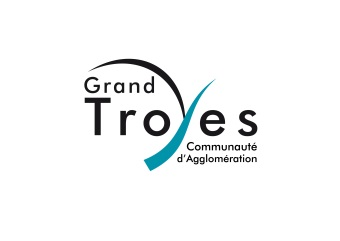 Grand
Troyes
Communauté
d'Agglomération